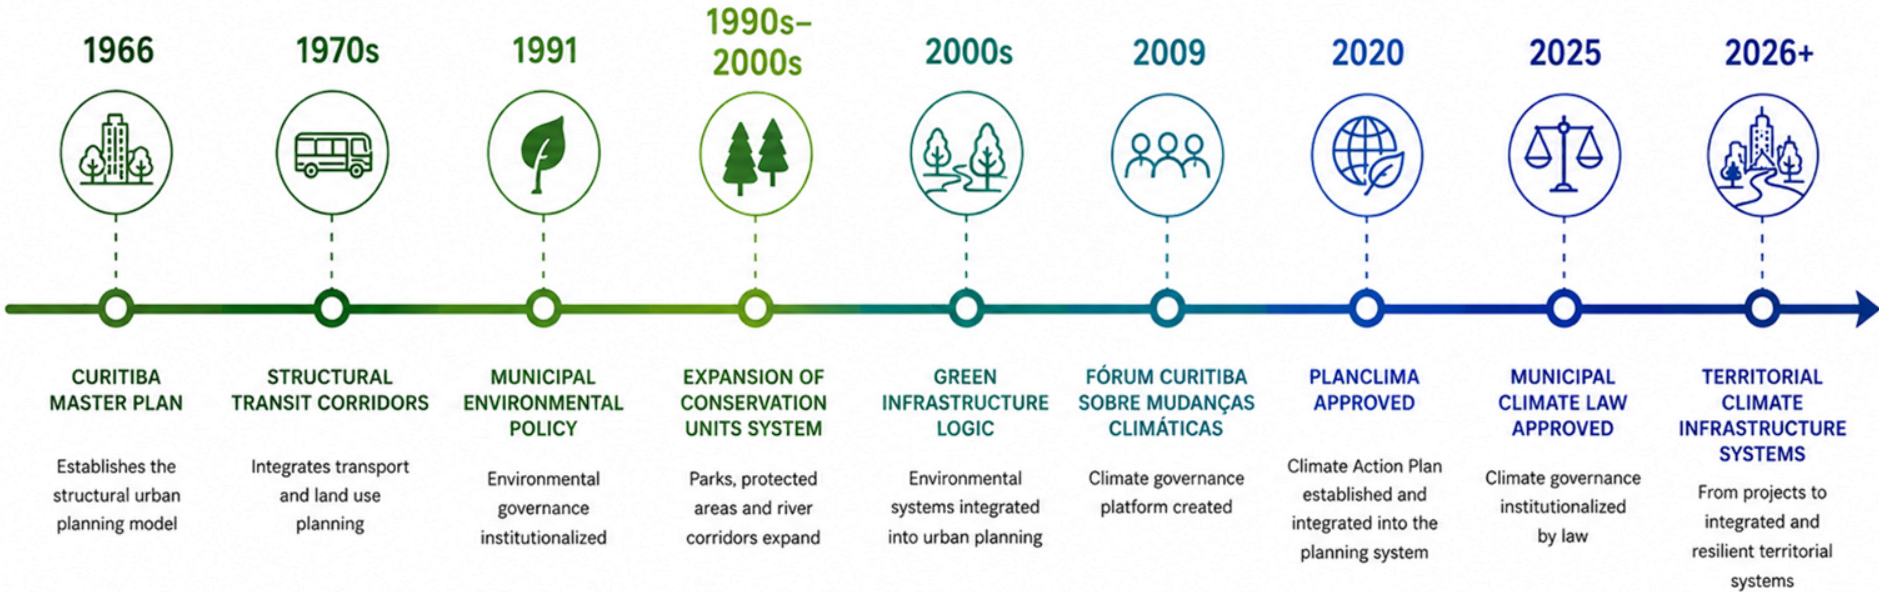 1966
CURITIBA
MASTER PLAN
Establishes the
structural urban
planning model
1970s
STRUCTURAL
TRANSIT CORRIDORS
Integrates transport
and land use
planning
1991
MUNICIPAL
ENVIRONMENTAL
POLICY
Environmental
governance
institutionalized
1990s–
2000s
EXPANSION OF
CONSERVATION
UNITS SYSTEM
Parks, protected
areas and river
corridors expand
2000s
GREEN
INFRASTRUCTURE
LOGIC
Environmental
systems integrated
into urban planning
2009
FÓRUM CURITIBA
SOBRE MUDANÇAS
CLIMÁTICAS
Climate governance
platform created
2020
PLANCLIMA
APPROVED
Climate Action Plan
established and
integrated into the
planning system
2025
MUNICIPAL
CLIMATE LAW
APPROVED
Climate governance
institutionalized
by law
2026+
TERRITORIAL
CLIMATE
INFRASTRUCTURE
SYSTEMS
From projects to
integrated and
resilient territorial
systems